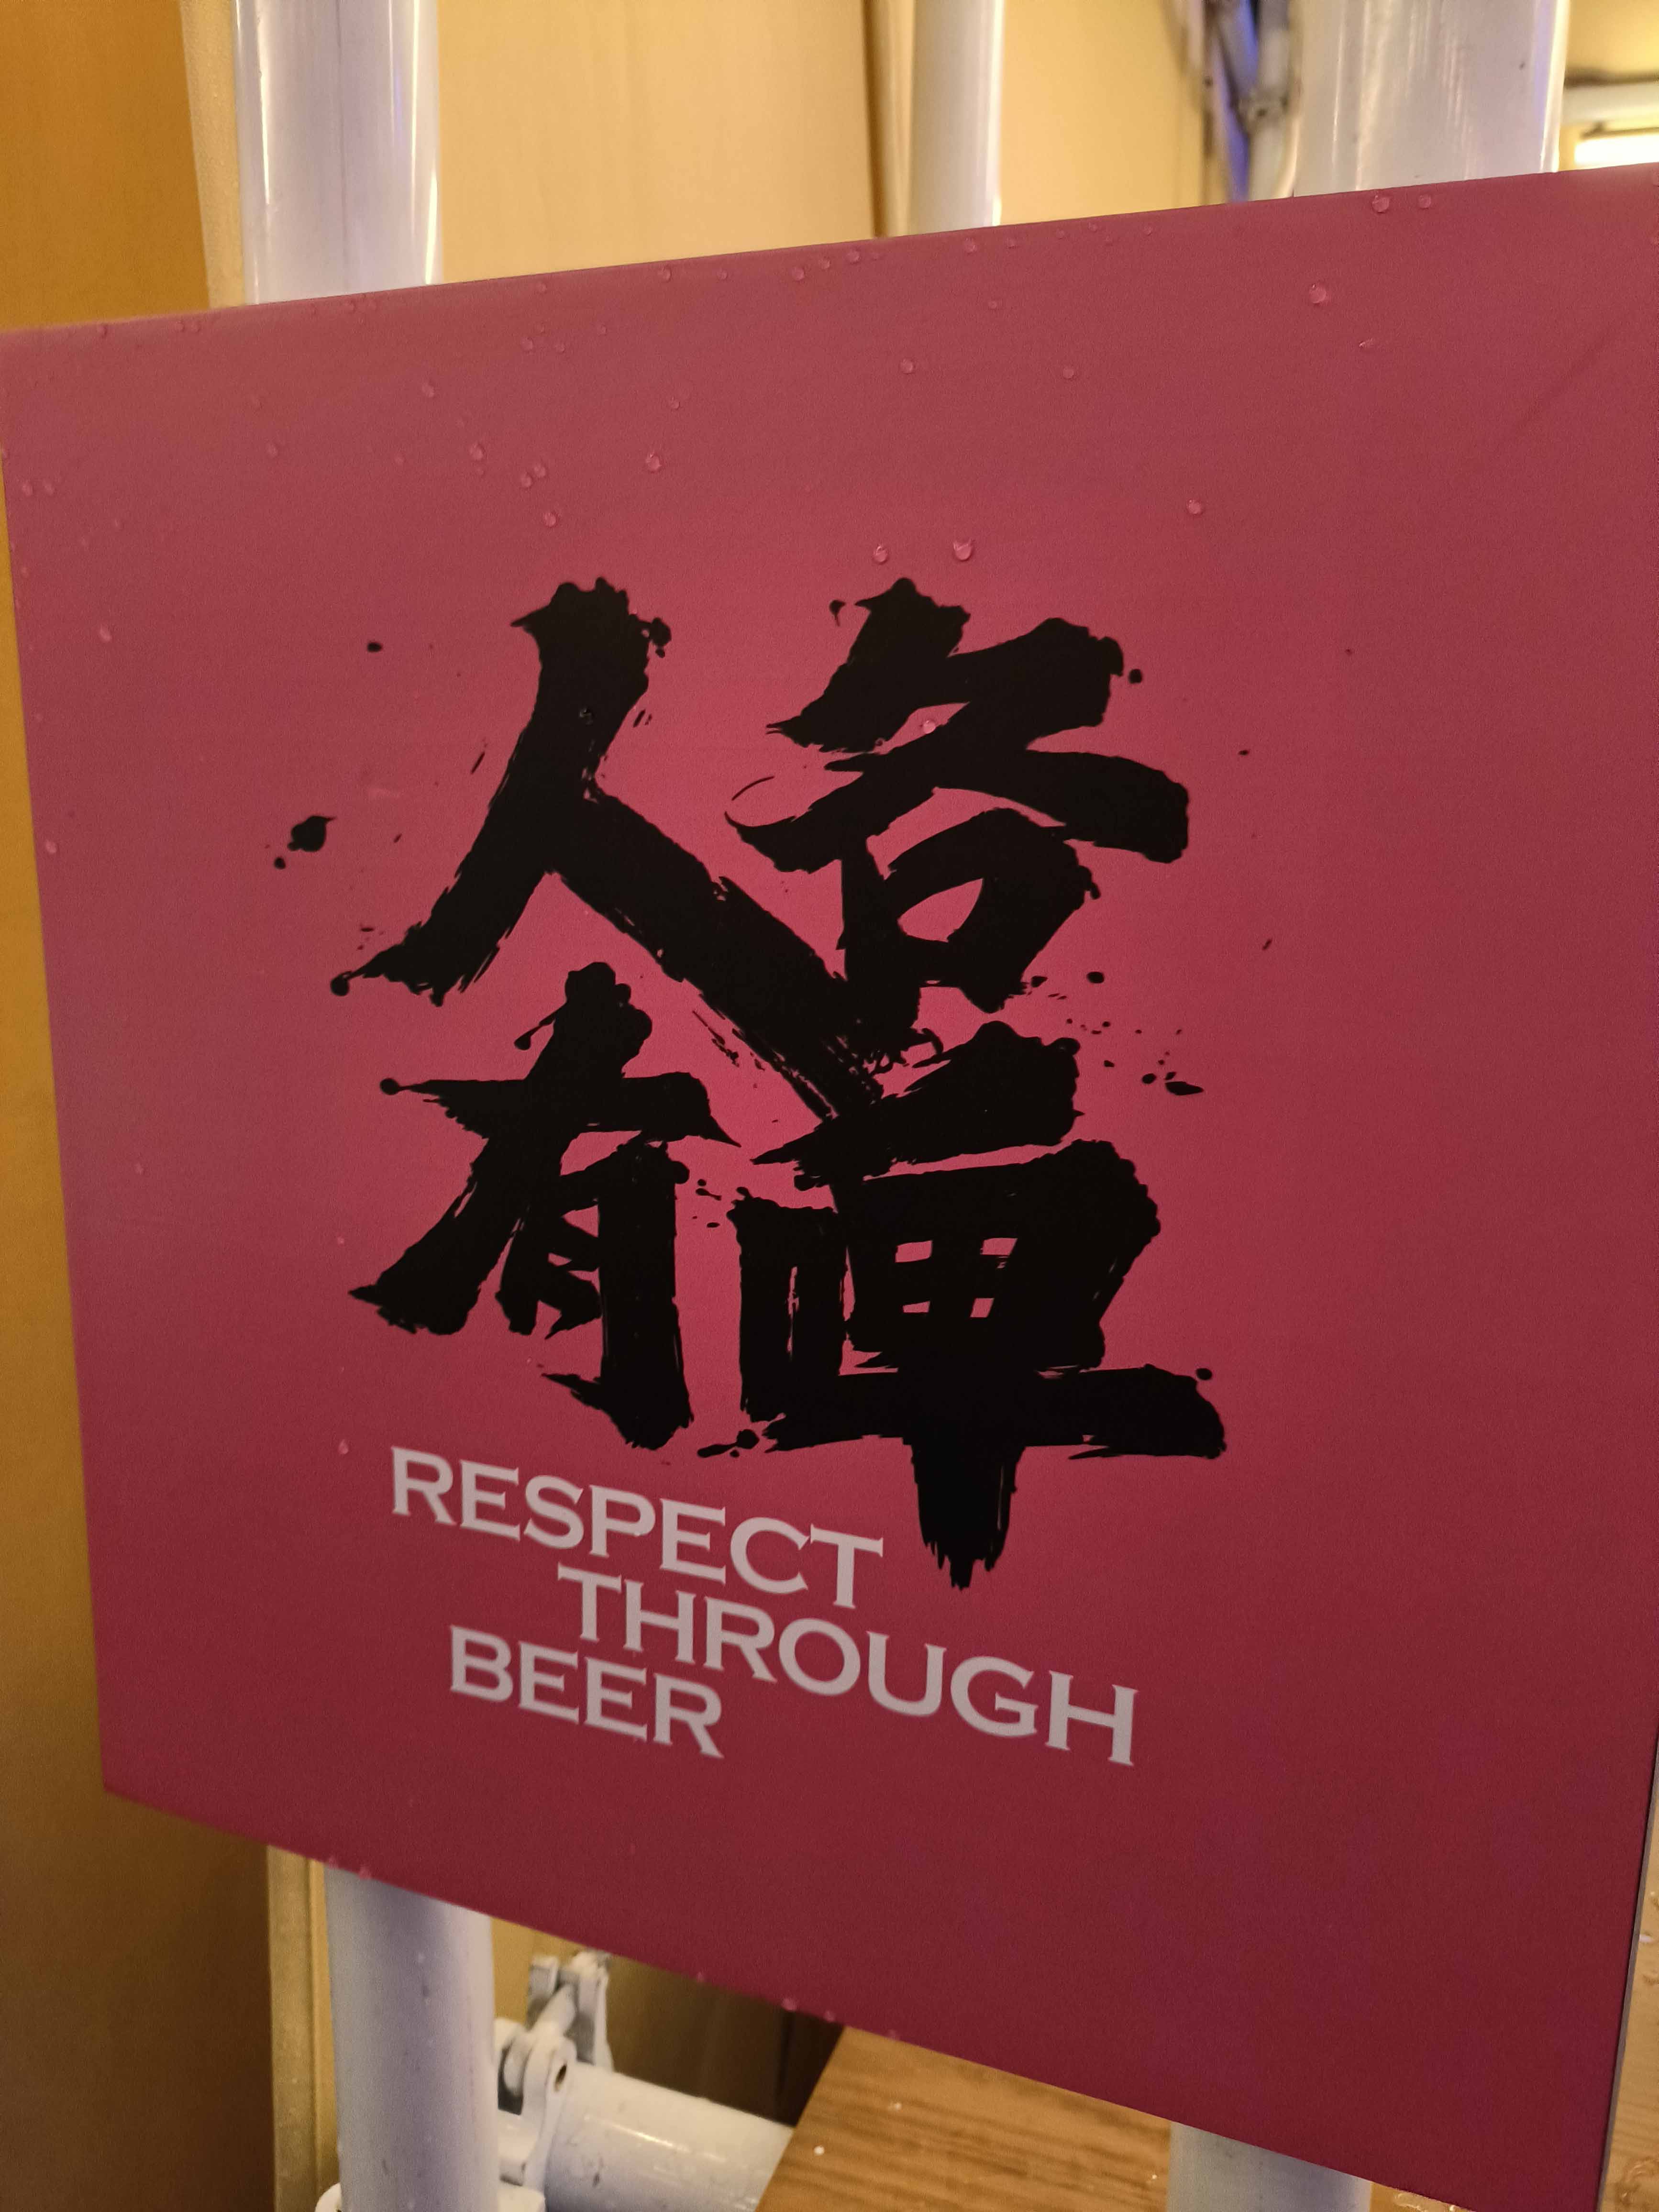 人各
有啤
RESPECT
THROUGH
BEER